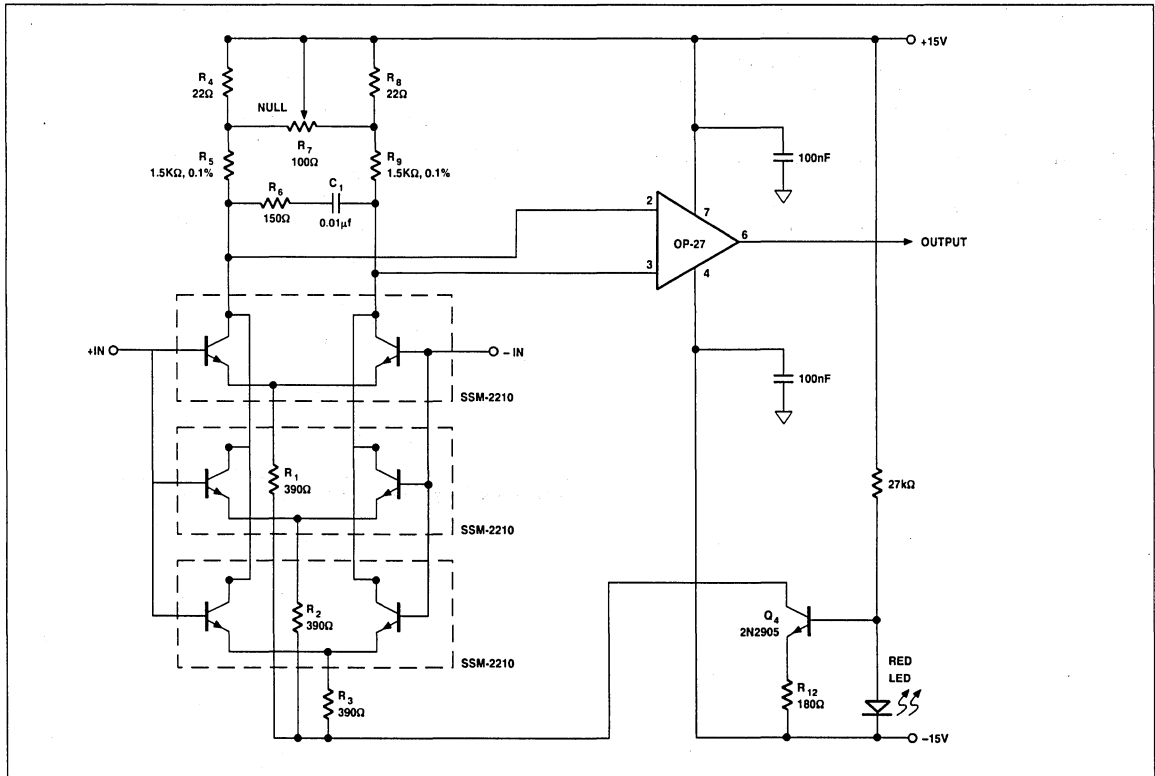 +15V
R4
22Ω
R8
22Ω
NULL
R7
100Ω
R5
1.5KΩ, 0.1%
R9
1.5KΩ, 0.1%
R6
150Ω
C1
0.01µf
100nF
2
7
OP-27
6
OUTPUT
3
4
+IN
– IN
SSM-2210
100nF
R1
390Ω
27kΩ
SSM-2210
R2
390Ω
Q4
2N2905
SSM-2210
RED
LED
R3
390Ω
R12
180Ω
–15V